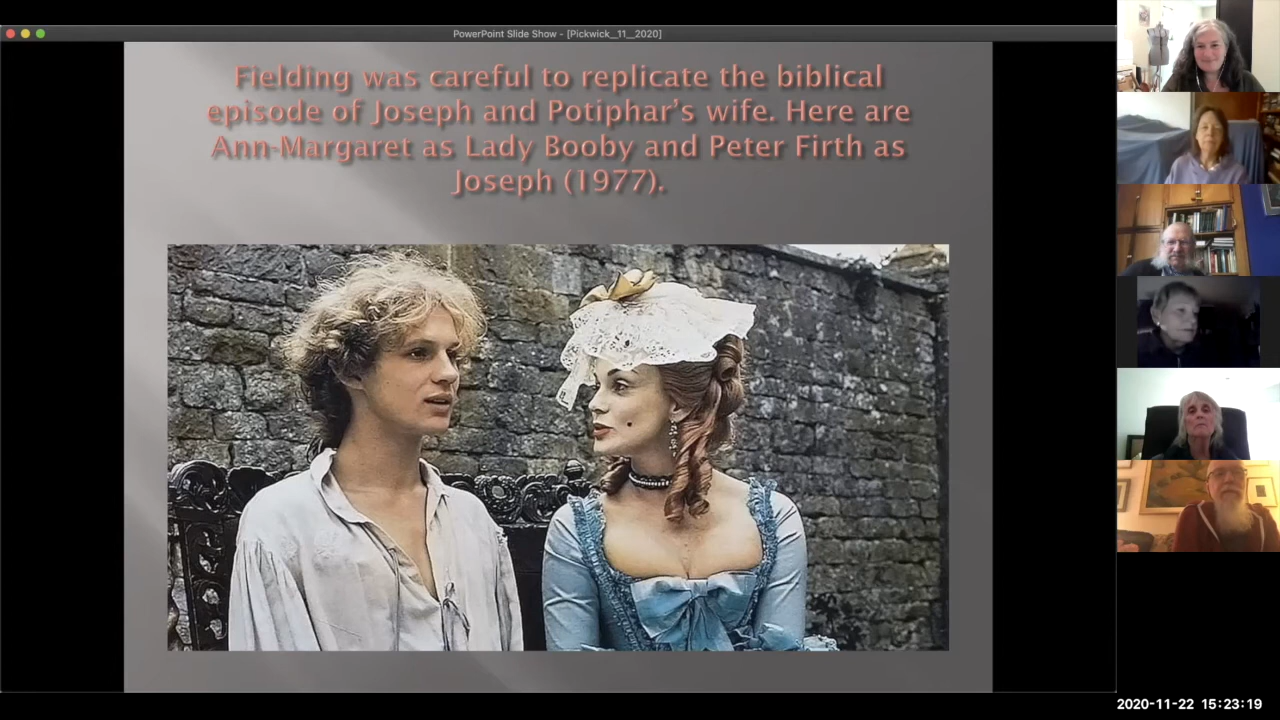 PowerPoint Slide Show - [Pickwick_11_2020]
Fielding was careful to replicate the biblical
episode of Joseph and Potiphar's wife. Here are
Ann-Margaret as Lady Booby and Peter Firth as
Joseph (1977).
2020-11-22 15:23:19